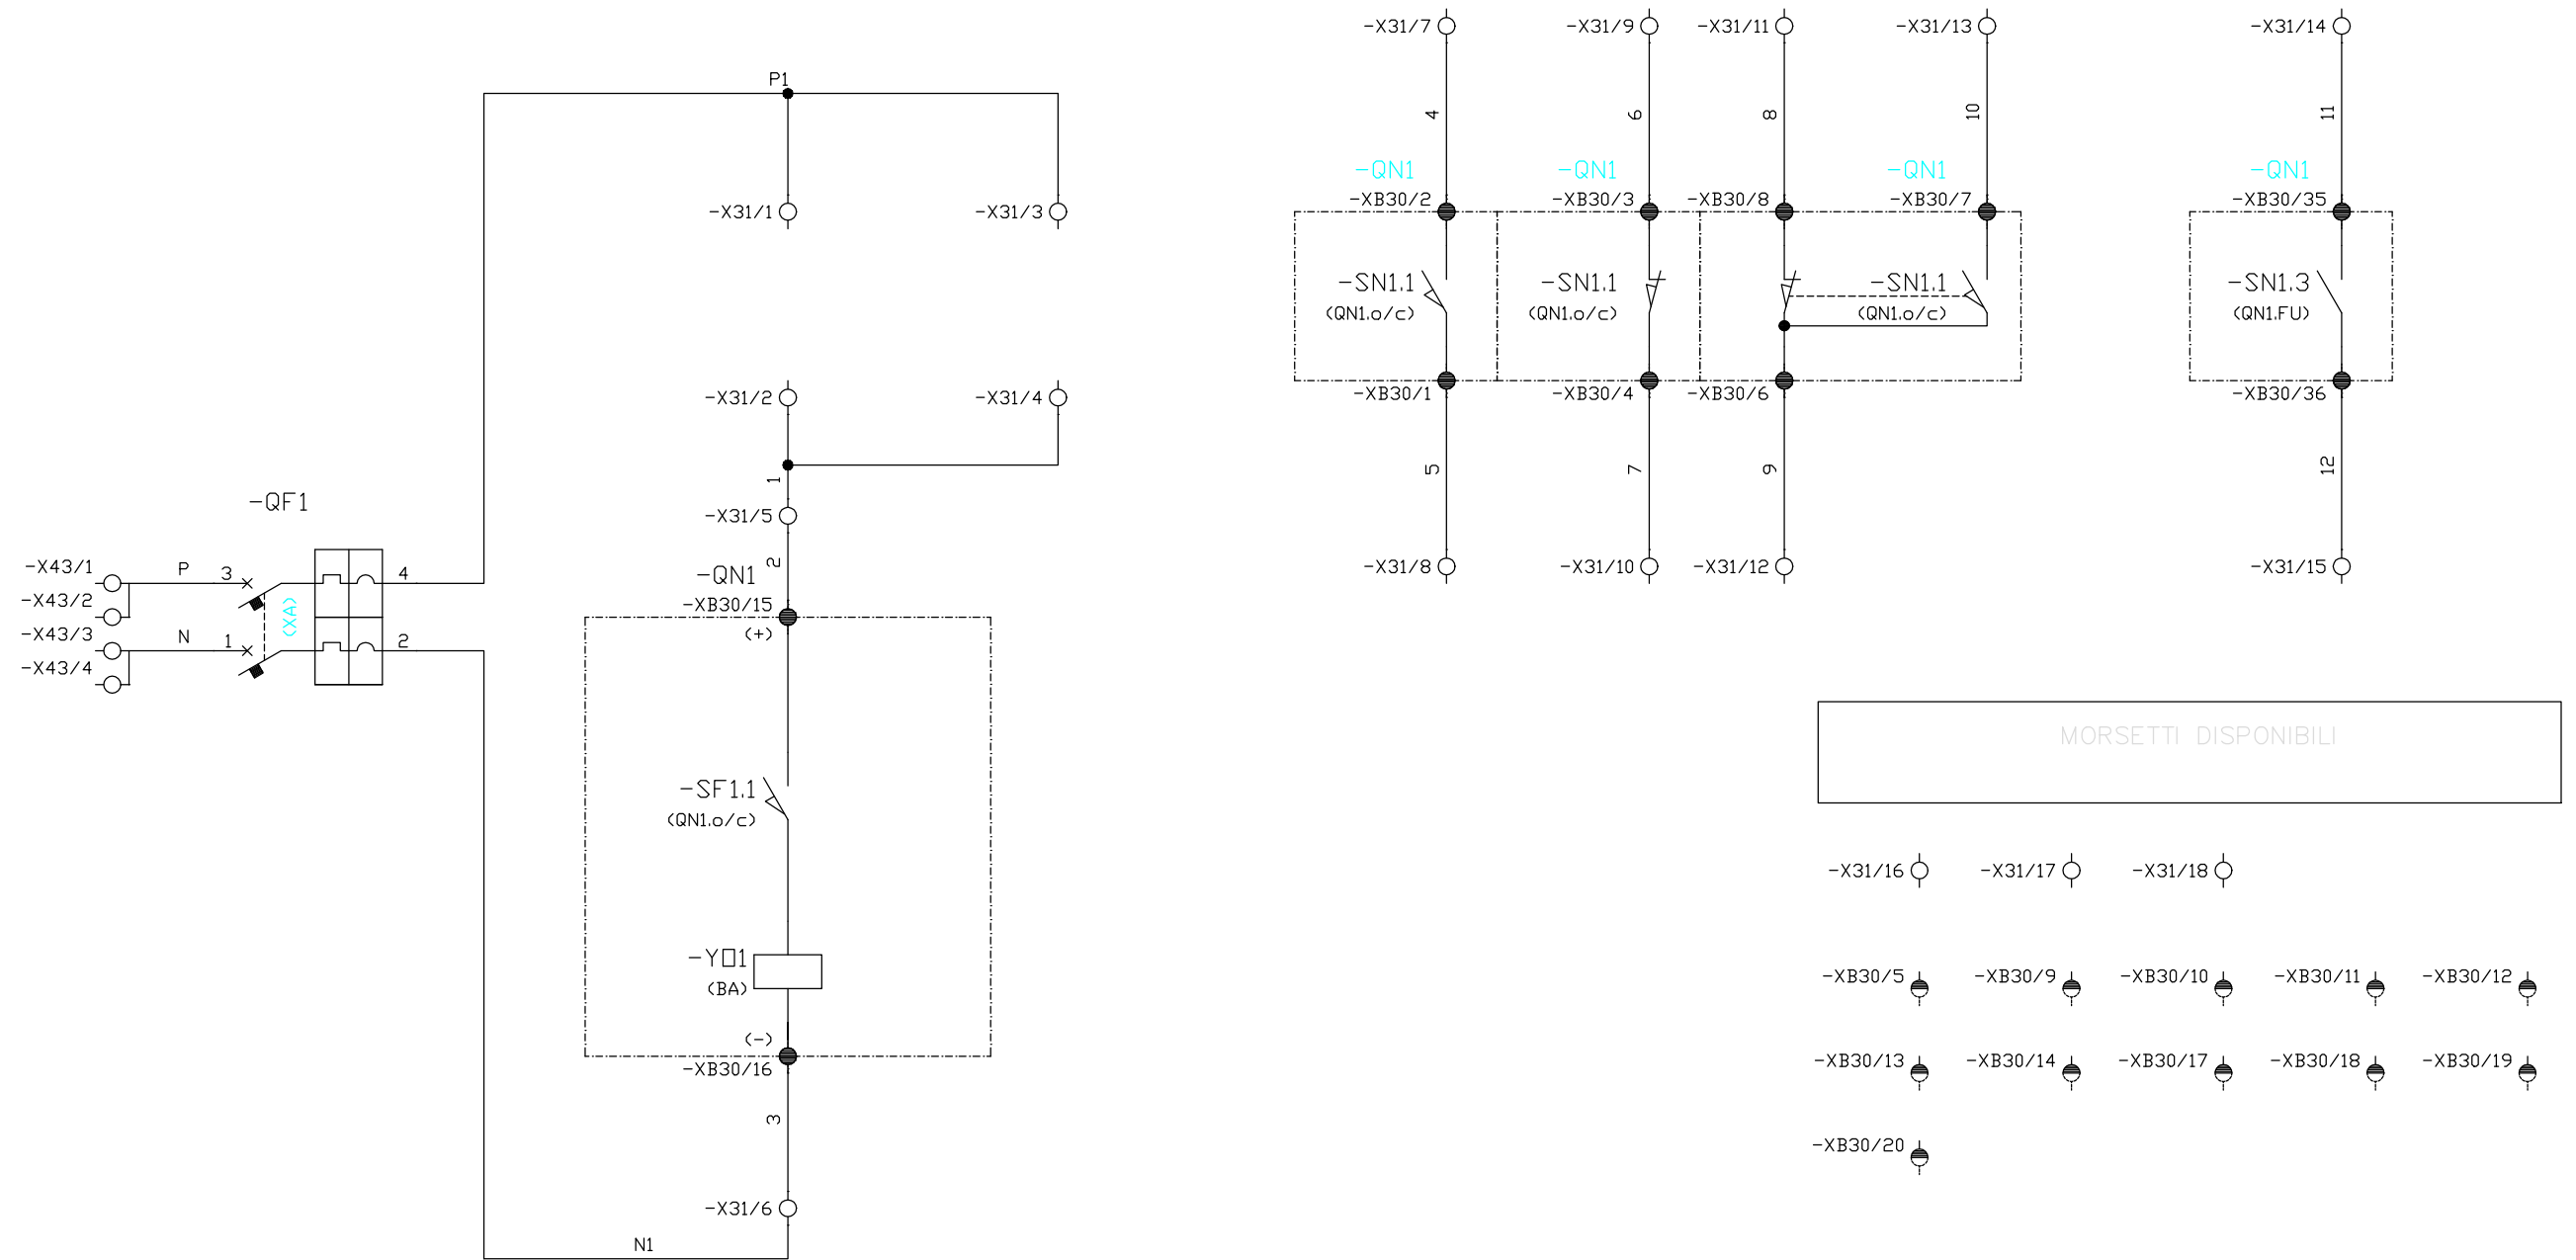 -X31/7
-X31/9
-X31/11
-X31/13
-X31/14
P1
4
6
8
10
11
-QN1
-QN1
-QN1
-QN1
-XB30/2
-XB30/3
-XB30/8
-XB30/7
-XB30/35
-X31/1
-X31/3
-SN1.1
(QN1.o/c)
-SN1.1
(QN1.o/c)
-SN1.1
(QN1.o/c)
-SN1.3
(QN1.FU)
-X31/2
-X31/4
-XB30/1
-XB30/4
-XB30/6
-XB30/36
1
5
7
9
12
-QF1
-X31/5
2
-X31/8
-X31/10
-X31/12
-X31/15
-X43/1
P
3
4
-QN1
-X43/2
(XA)
-XB30/15
(+)
-X43/3
N
1
2
-X43/4
MORSETTI DISPONIBILI
-SF1.1
(QN1.o/c)
-X31/16
-X31/17
-X31/18
-YO1
(BA)
-XB30/5
-XB30/9
-XB30/10
-XB30/11
-XB30/12
(-)
-XB30/16
-XB30/13
-XB30/14
-XB30/17
-XB30/18
-XB30/19
3
-XB30/20
-X31/6
N1